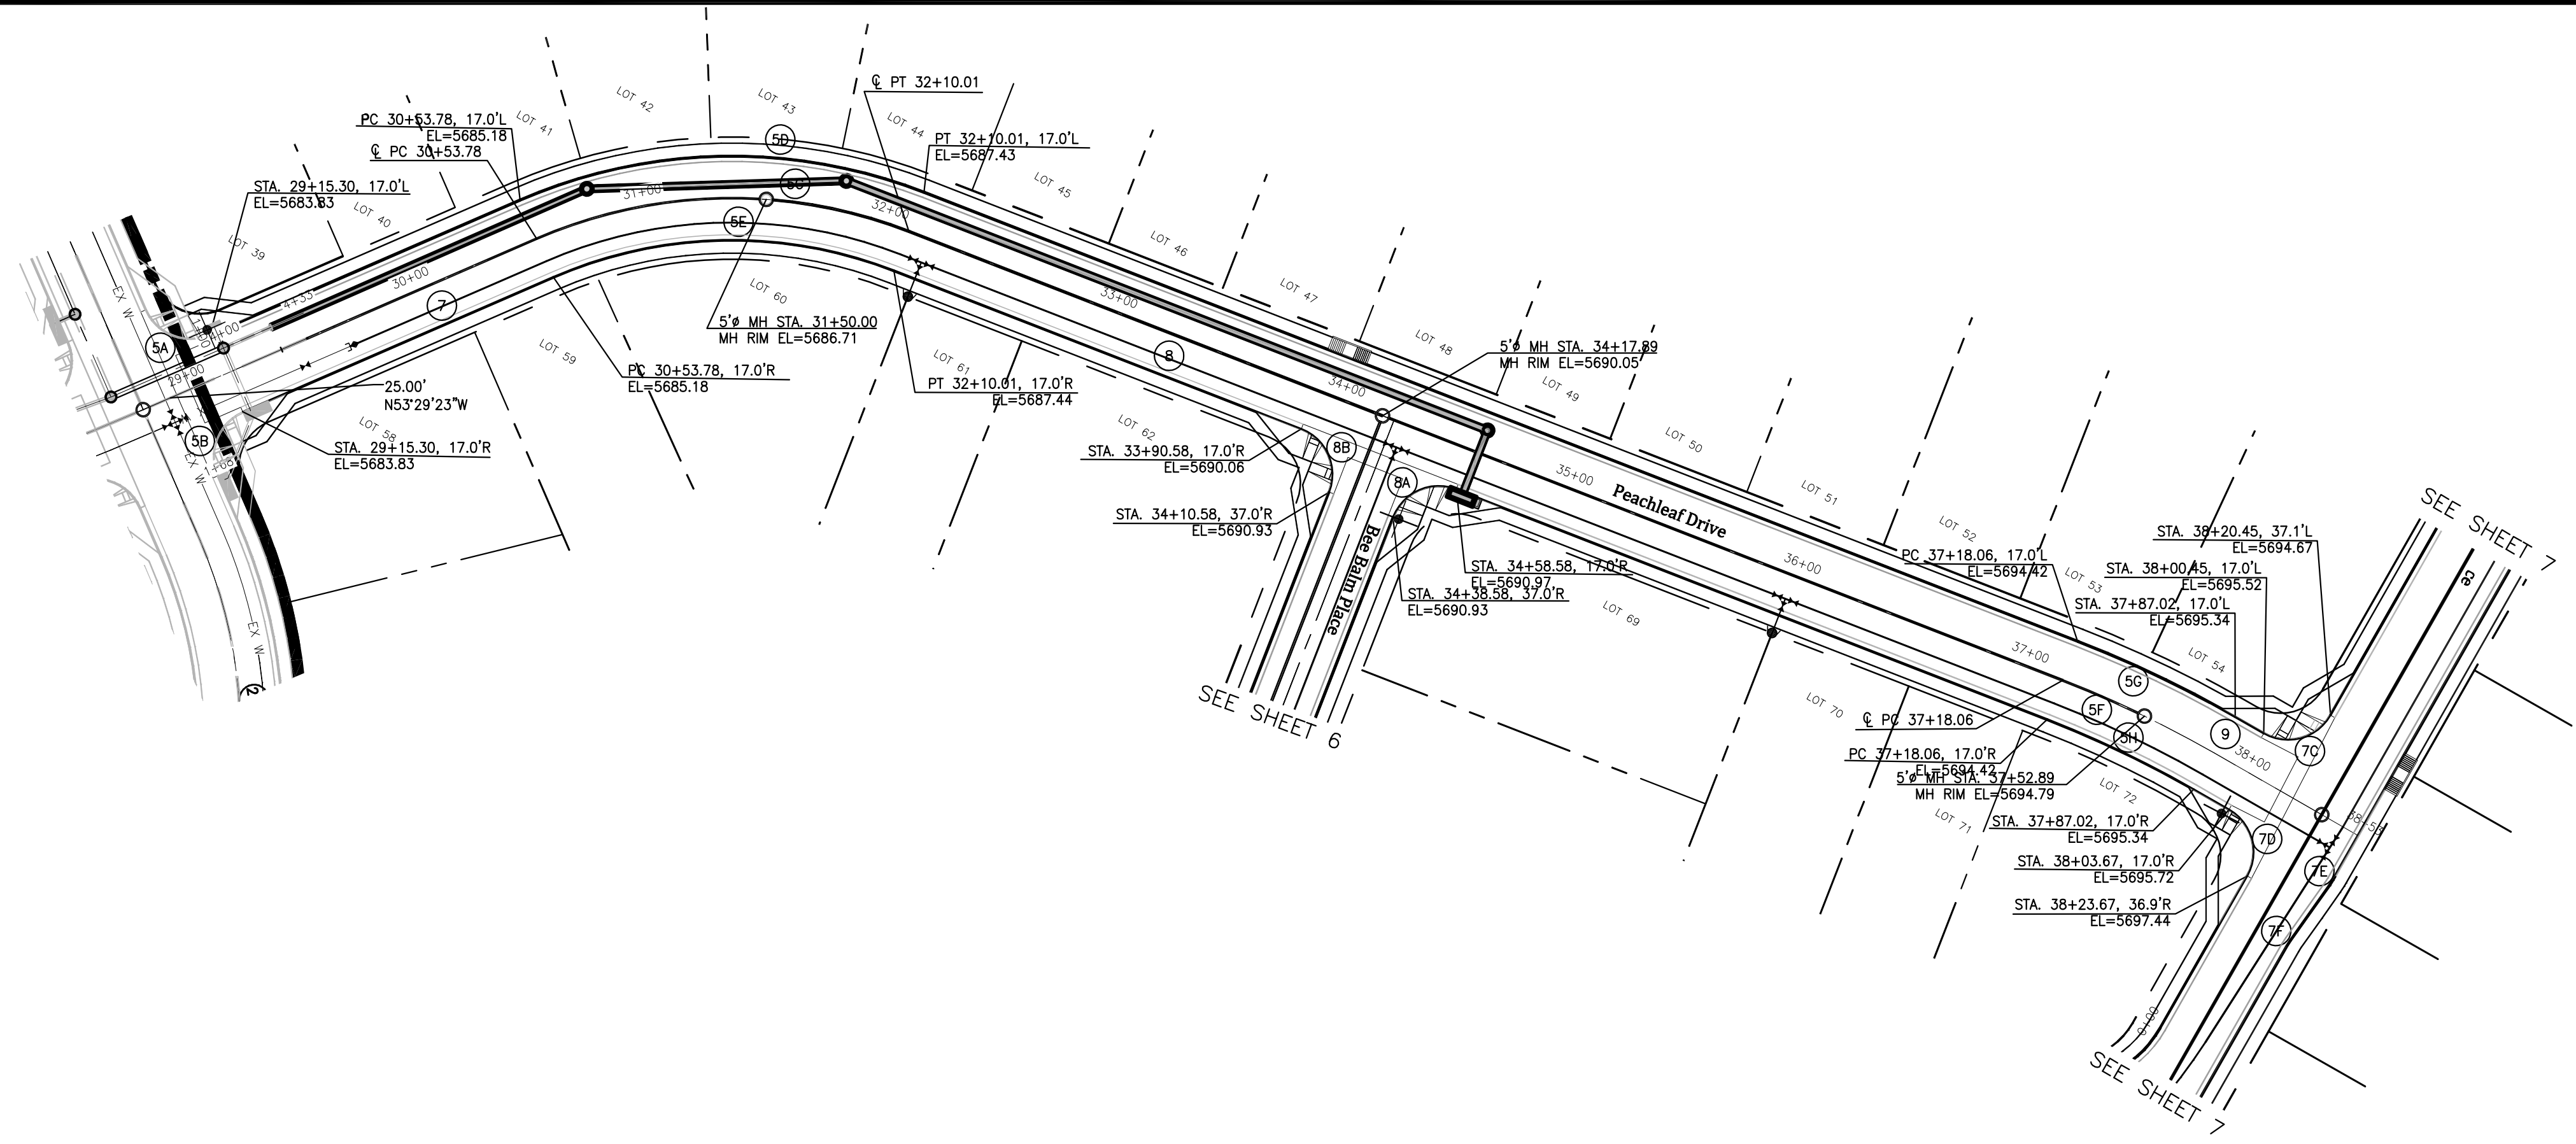 ℄ PT 32+10.01
PT 32+10.01, 17.0'L
EL=5687.43
PC 30+53.78, 17.0'L
EL=5685.18
℄ PC 30+53.78
STA. 29+15.30, 17.0'L
EL=5683.83
LOT 39
LOT 40
LOT 41
LOT 42
LOT 43
LOT 44
LOT 45
LOT 46
LOT 47
LOT 48
LOT 49
LOT 50
LOT 51
LOT 52
LOT 53
LOT 54
5D
5C
5E
31+00
32+00
30+00
4+33
4+00
29+00
5A
5B
7
EX W
EX W
EX W
1+68
2
25.00'
N53°29'23"W
LOT 58
STA. 29+15.30, 17.0'R
EL=5683.83
LOT 59
LOT 60
5'ø MH STA. 31+50.00
MH RIM EL=5686.71
PC 30+53.78, 17.0'R
EL=5685.18
LOT 61
PT 32+10.01, 17.0'R
EL=5687.44
33+00
8
34+00
5'ø MH STA. 34+17.89
MH RIM EL=5690.05
LOT 62
STA. 33+90.58, 17.0'R
EL=5690.06
8B
8A
STA. 34+10.58, 37.0'R
EL=5690.93
Bee Balm Place
35+00
Peachleaf Drive
STA. 34+58.58, 17.0'R
EL=5690.97
STA. 34+38.58, 37.0'R
EL=5690.93
LOT 69
36+00
SEE SHEET 6
PC 37+18.06, 17.0'L
EL=5694.42
STA. 38+20.45, 37.1'L
EL=5694.67
STA. 38+00.45, 17.0'L
EL=5695.52
STA. 37+87.02, 17.0'L
EL=5695.34
SEE SHEET 7
ce
37+00
5G
5F
5H
9
38+00
7C
LOT 70
℄ PC 37+18.06
PC 37+18.06, 17.0'R
EL=5694.42
5'ø MH STA. 37+52.89
MH RIM EL=5694.79
LOT 71
LOT 72
STA. 37+87.02, 17.0'R
EL=5695.34
STA. 38+03.67, 17.0'R
EL=5695.72
STA. 38+23.67, 36.9'R
EL=5697.44
7D
7E
7F
SEE SHEET 7